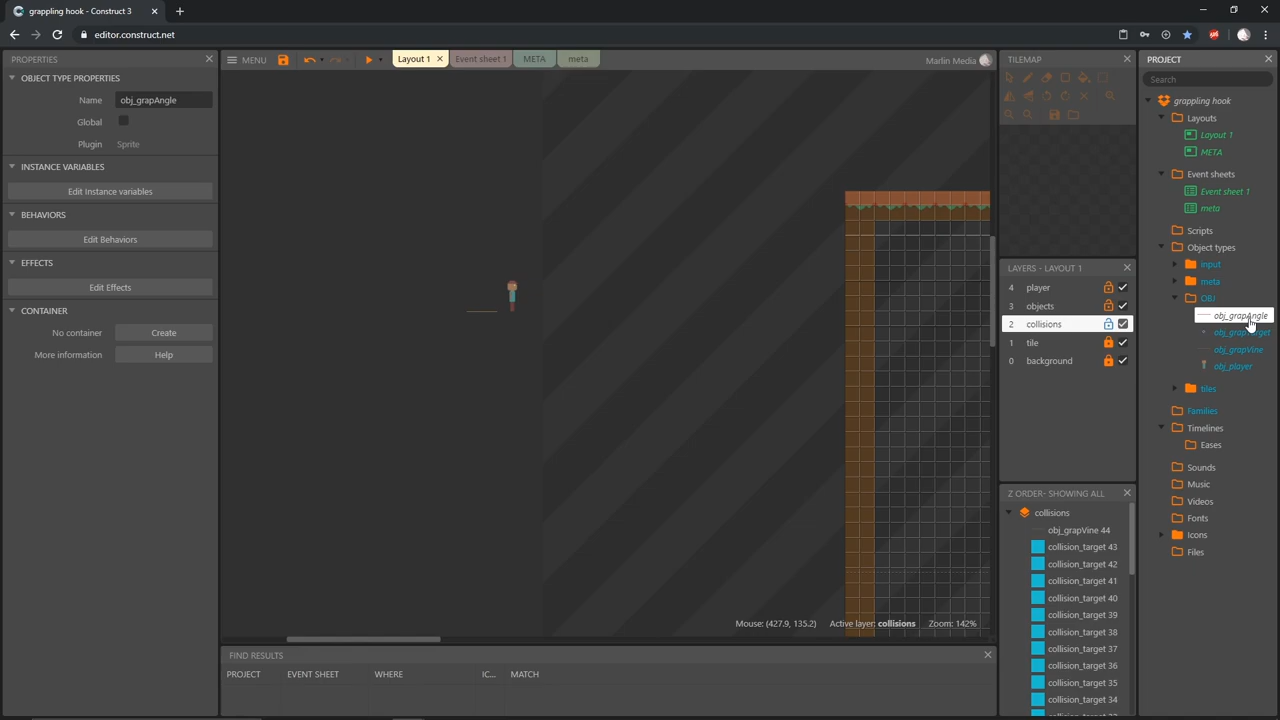 grappling hook - Construct 3
editor.construct.net
PROPERTIES
OBJECT TYPE PROPERTIES
Name obj_grapAngle
Global
Plugin Sprite
INSTANCE VARIABLES
Edit Instance variables
BEHAVIORS
Edit Behaviors
EFFECTS
Edit Effects
CONTAINER
No container Create
More information Help
MENU
Layout 1
Event sheet 1
META
meta
Marlin Media
Mouse: (427.9, 135.2) Active layer: collisions Zoom: 142%
FIND RESULTS
PROJECT EVENT SHEET WHERE IC... MATCH
TILEMAP
LAYERS - LAYOUT 1
4 player
3 objects
2 collisions
1 tile
0 background
Z ORDER- SHOWING ALL
collisions
obj_grapVine 44
collision_target 43
collision_target 42
collision_target 41
collision_target 40
collision_target 39
collision_target 38
collision_target 37
collision_target 36
collision_target 35
collision_target 34
PROJECT
Search
grappling hook
Layouts
Layout 1
META
Event sheets
Event sheet 1
meta
Scripts
Object types
input
meta
OBJ
obj_grapAngle
obj_grapTarget
obj_grapVine
obj_player
tiles
Families
Timelines
Eases
Sounds
Music
Videos
Fonts
Icons
Files